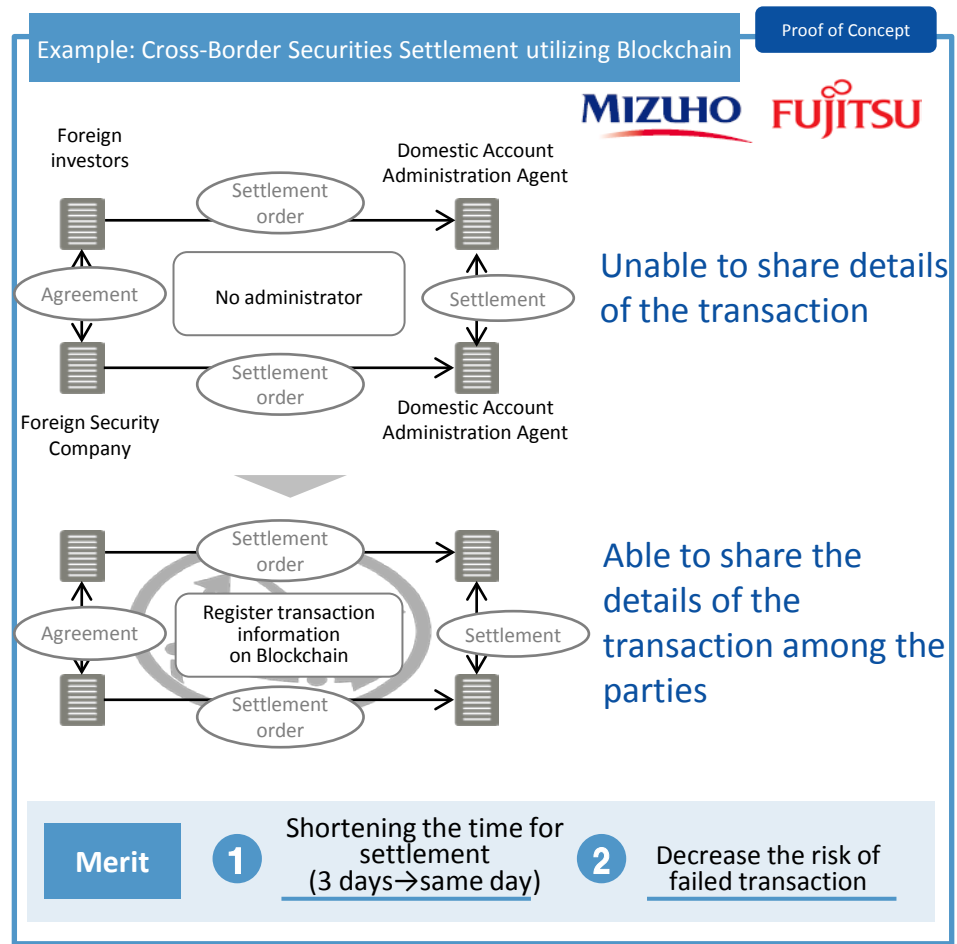 Proof of Concept
Example: Cross-Border Securities Settlement utilizing Blockchain
MIZUHO
FUJITSU
Foreign
investors
Domestic Account
Administration Agent
Settlement
order
Agreement
No administrator
Settlement
Settlement
order
Foreign Security
Company
Domestic Account
Administration Agent
Unable to share details
of the transaction
Settlement
order
Agreement
Register transaction
information
on Blockchain
Settlement
Settlement
order
Able to share the
details of the
transaction among the
parties
Merit
1
Shortening the time for
settlement
(3 days→same day)
2
Decrease the risk of
failed transaction